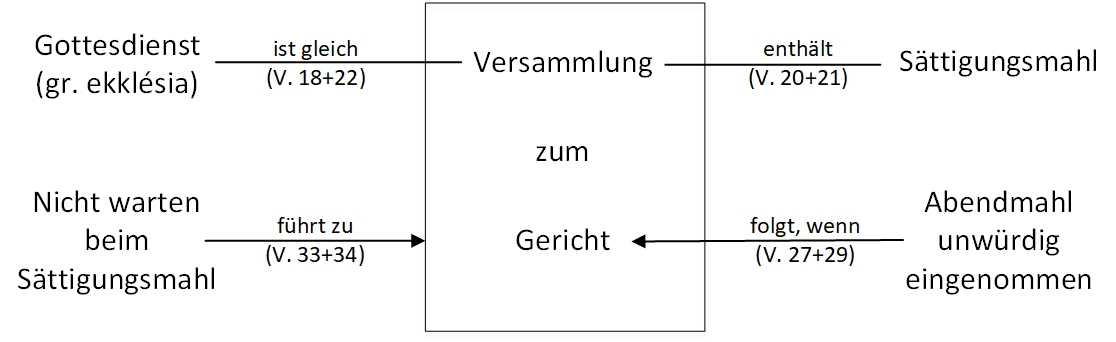 Gottesdienst
(gr. ekklésia)
ist gleich
(V. 18+22)
Versammlung
enthält
(V. 20+21)
Sättigungsmahl
zum
Nicht warten
beim
Sättigungsmahl
führt zu
(V. 33+34)
Gericht
folgt, wenn
(V. 27+29)
Abendmahl
unwürdig
eingenommen